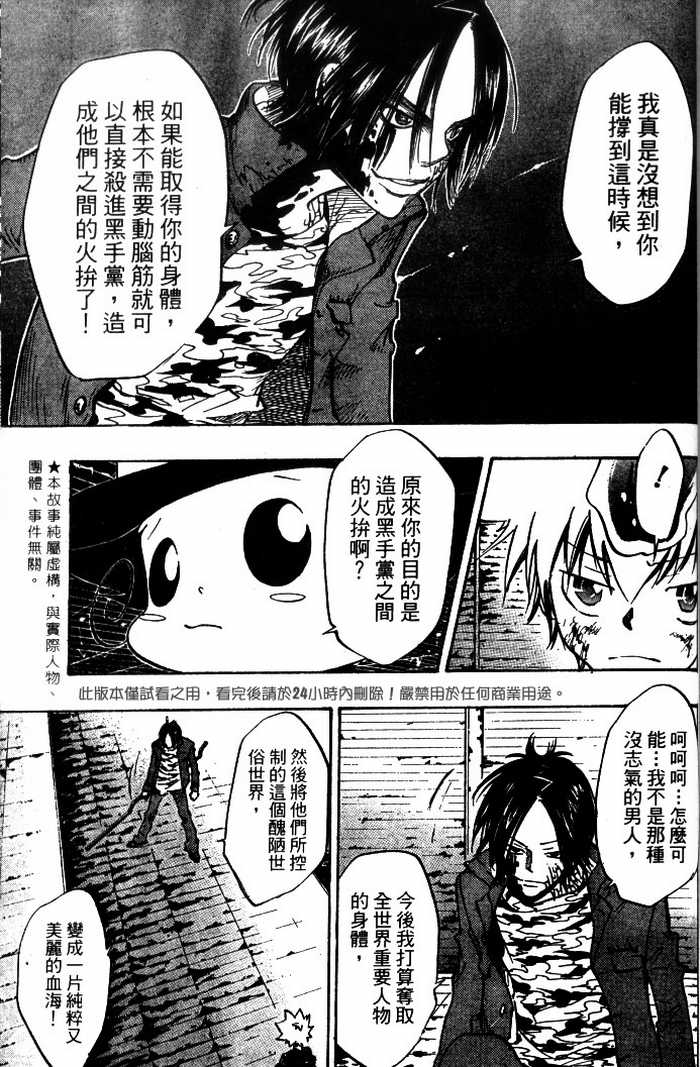 我真是沒想到你
能撐到這時候，
如果能取得你的身體，
根本不需要動腦筋就可
以直接殺進黑手黨，造
成他們之間的火拚了！
！
原來你的目的是
造成黑手黨之間
的火拚啊？
★本故事純屬虛構，與實際人物、
團體、事件無關。
此版本僅試看之用，看完後請於24小時內刪除！嚴禁用於任何商業用途。
呵呵呵…怎麼可
能…我不是那種
沒志氣的男人，
今後我打算奪取
全世界重要人物
的身體，
然後將他們所控
制的這個醜陋世
俗世界，
變成一片純粹又
美麗的血海！